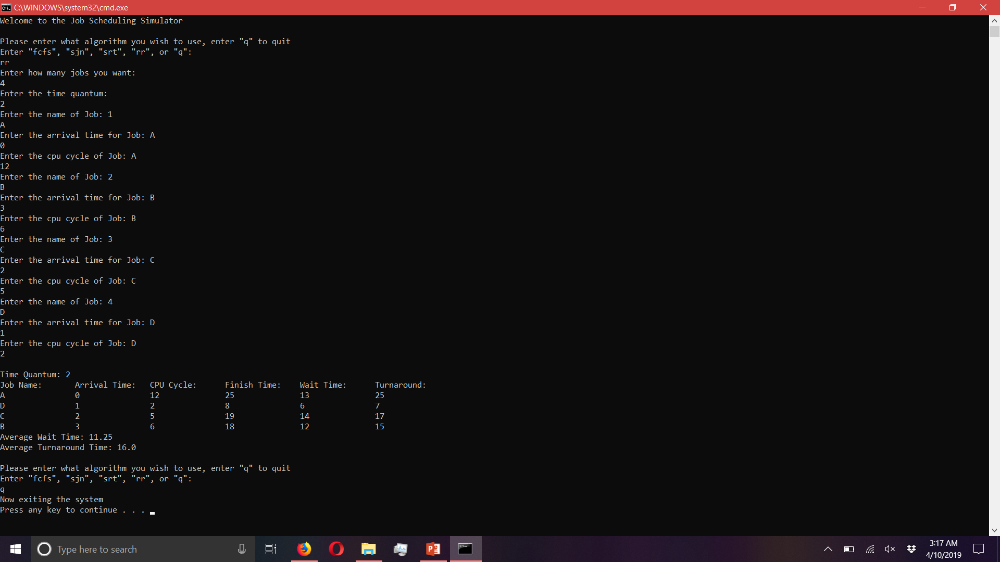 C:\WINDOWS\system32\cmd.exe
Welcome to the Job Scheduling Simulator
Please enter what algorithm you wish to use, enter "q" to quit
Enter "fcfs", "sjn", "srt", "rr", or "q":
rr
Enter how many jobs you want:
4
Enter the time quantum:
2
Enter the name of Job: 1
A
Enter the arrival time for Job: A
0
Enter the cpu cycle of Job: A
12
Enter the name of Job: 2
B
Enter the arrival time for Job: B
3
Enter the cpu cycle of Job: B
6
Enter the name of Job: 3
C
Enter the arrival time for Job: C
2
Enter the cpu cycle of Job: C
5
Enter the name of Job: 4
D
Enter the arrival time for Job: D
1
Enter the cpu cycle of Job: D
2
Time Quantum: 2
Job Name: Arrival Time: CPU Cycle: Finish Time: Wait Time: Turnaround:
A 0 12 25 13 25
D 1 2 8 6 7
C 2 5 19 14 17
B 3 6 18 12 15
Average Wait Time: 11.25
Average Turnaround Time: 16.0
Please enter what algorithm you wish to use, enter "q" to quit
Enter "fcfs", "sjn", "srt", "rr", or "q":
q
Now exiting the system
Press any key to continue . . .
Type here to search
3:17 AM
4/10/2019